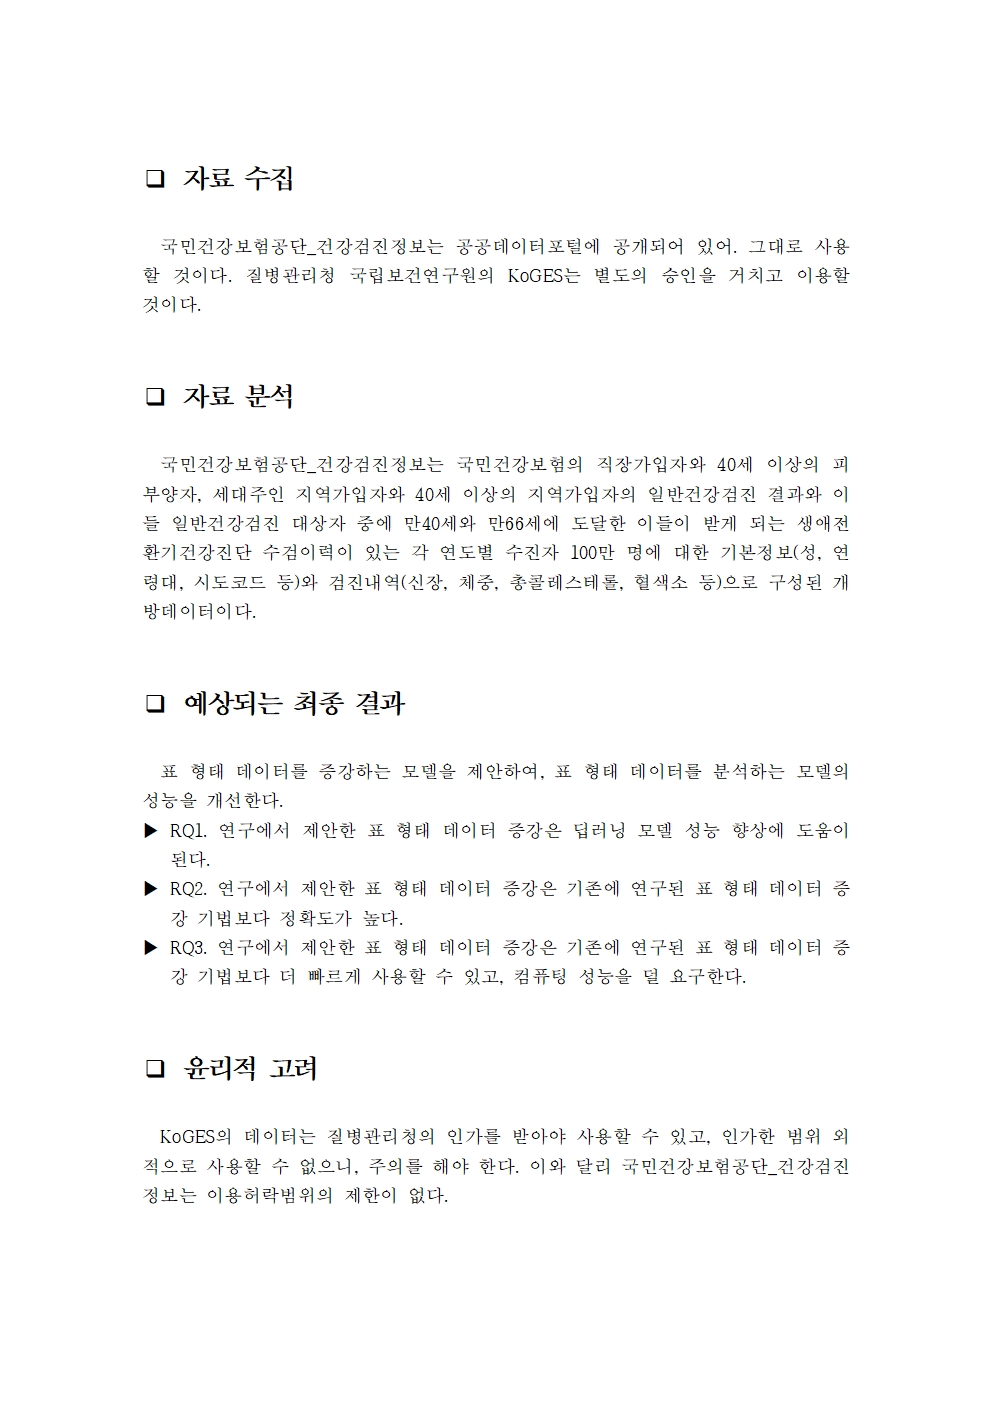 ❏ 자료 수집
국민건강보험공단_건강검진정보는 공공데이터포털에 공개되어 있어. 그대로 사용
할 것이다. 질병관리청 국립보건연구원의 KoGES는 별도의 승인을 거치고 이용할
것이다.
❏ 자료 분석
국민건강보험공단_건강검진정보는 국민건강보험의 직장가입자와 40세 이상의 피
부양자, 세대주인 지역가입자와 40세 이상의 지역가입자의 일반건강검진 결과와 이
들 일반건강검진 대상자 중에 만40세와 만66세에 도달한 이들이 받게 되는 생애전
환기건강진단 수검이력이 있는 각 연도별 수진자 100만 명에 대한 기본정보(성, 연
령대, 시도코드 등)와 검진내역(신장, 체중, 총콜레스테롤, 혈색소 등)으로 구성된 개
방데이터이다.
❏ 예상되는 최종 결과
표 형태 데이터를 증강하는 모델을 제안하여, 표 형태 데이터를 분석하는 모델의
성능을 개선한다.
▶ RQ1. 연구에서 제안한 표 형태 데이터 증강은 딥러닝 모델 성능 향상에 도움이
된다.
▶ RQ2. 연구에서 제안한 표 형태 데이터 증강은 기존에 연구된 표 형태 데이터 증
강 기법보다 정확도가 높다.
▶ RQ3. 연구에서 제안한 표 형태 데이터 증강은 기존에 연구된 표 형태 데이터 증
강 기법보다 더 빠르게 사용할 수 있고, 컴퓨팅 성능을 덜 요구한다.
❏ 윤리적 고려
KoGES의 데이터는 질병관리청의 인가를 받아야 사용할 수 있고, 인가한 범위 외
적으로 사용할 수 없으니, 주의를 해야 한다. 이와 달리 국민건강보험공단_건강검진
정보는 이용허락범위의 제한이 없다.